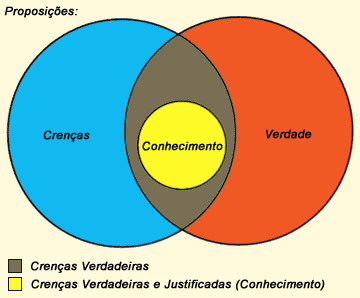 Proposições:
Crenças
Verdade
Conhecimento
Crenças Verdadeiras
Crenças Verdadeiras e Justificadas (Conhecimento)